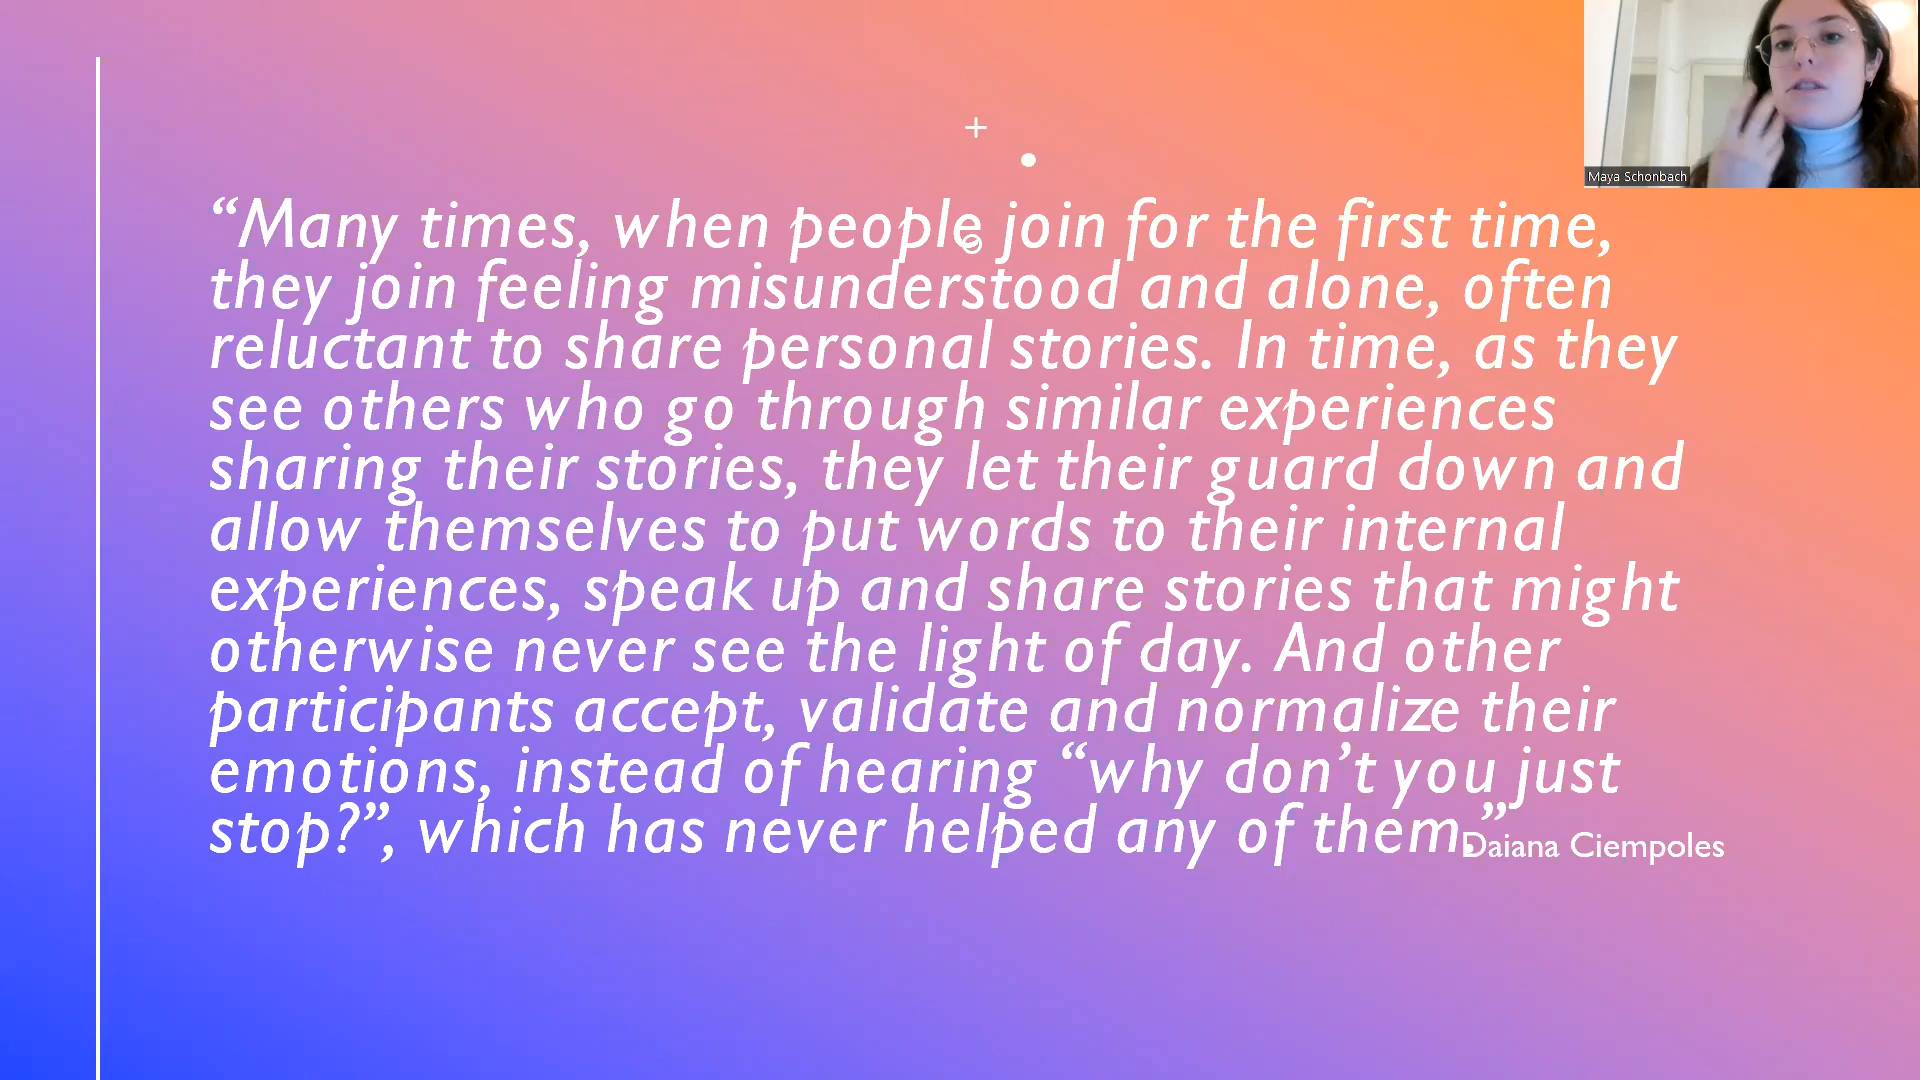 Maya Schonbach
“Many times, when people join for the first time,
they join feeling misunderstood and alone, often
reluctant to share personal stories. In time, as they
see others who go through similar experiences
sharing their stories, they let their guard down and
allow themselves to put words to their internal
experiences, speak up and share stories that might
otherwise never see the light of day. And other
participants accept, validate and normalize their
emotions, instead of hearing “why don’t you just
stop?”, which has never helped any of them.”
Daiana Ciempoles